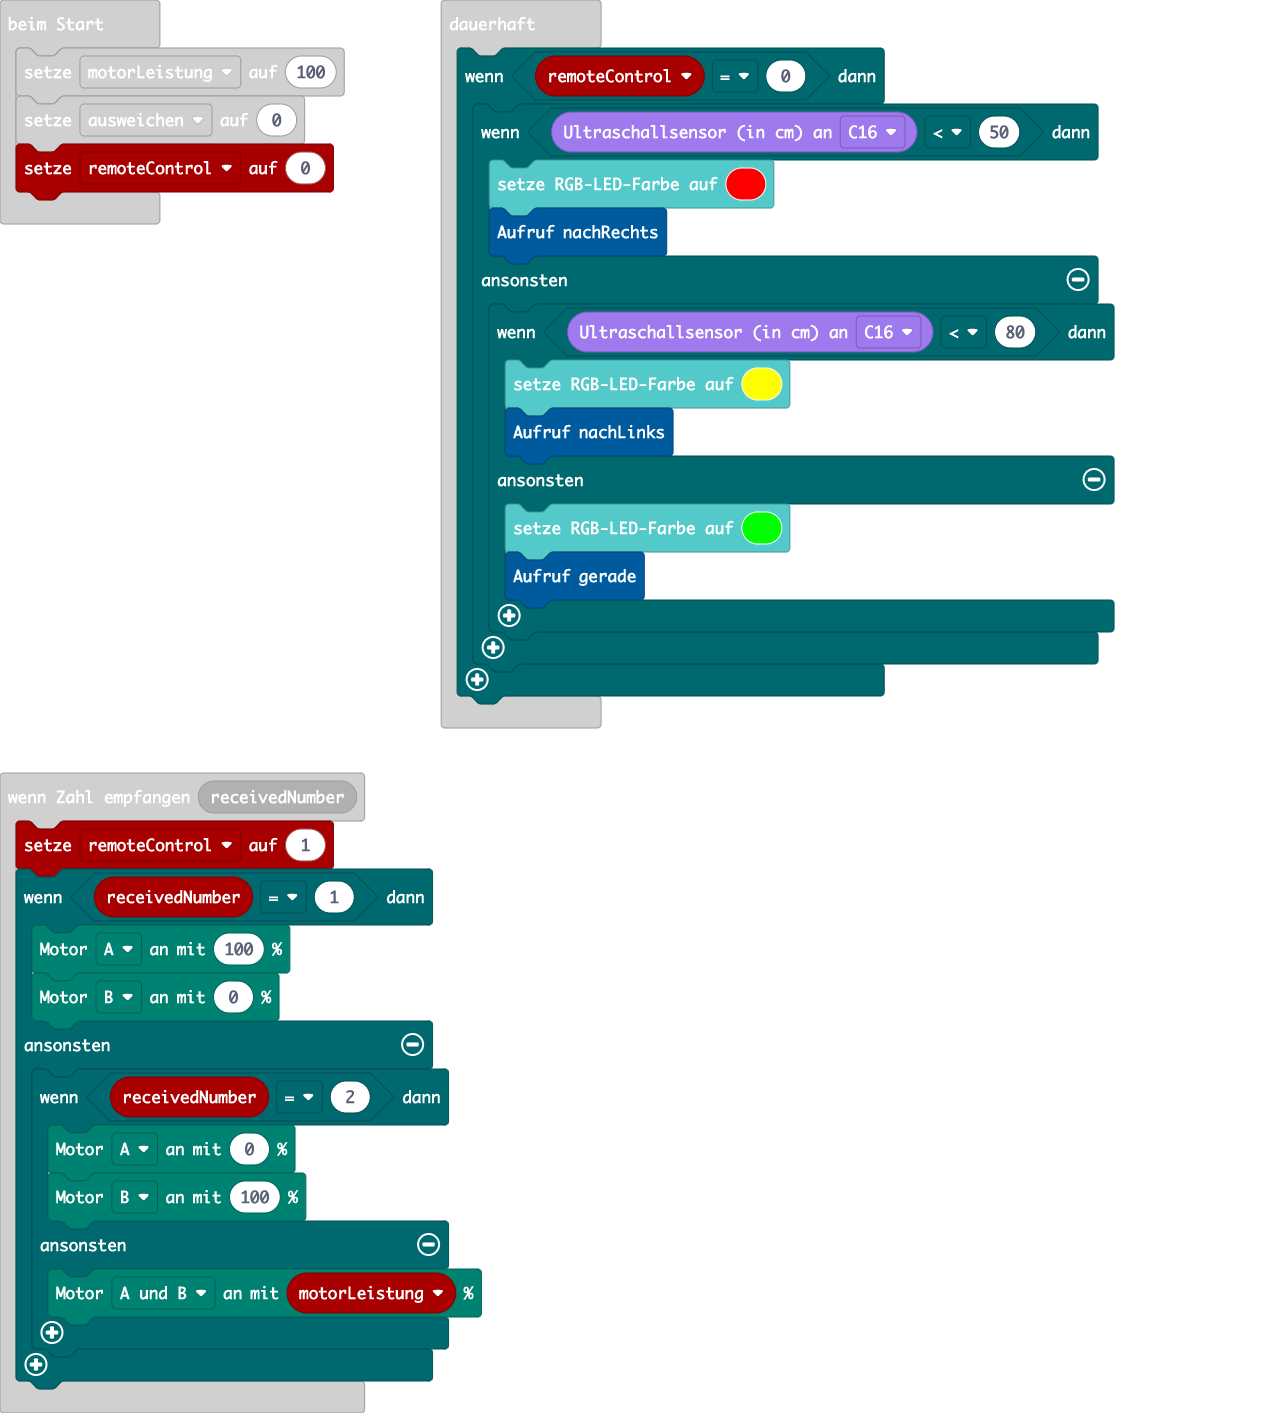 beim Start
setze motorLeistung auf 100
setze ausweichen auf 0
setze remoteControl auf 0
dauerhaft
wenn remoteControl = 0 dann
wenn Ultraschallsensor (in cm) an C16 < 50 dann
setze RGB-LED-Farbe auf
Aufruf nachRechts
ansonsten
wenn Ultraschallsensor (in cm) an C16 < 80 dann
setze RGB-LED-Farbe auf
Aufruf nachLinks
ansonsten
setze RGB-LED-Farbe auf
Aufruf gerade
wenn Zahl empfangen receivedNumber
setze remoteControl auf 1
wenn receivedNumber = 1 dann
Motor A an mit 100 %
Motor B an mit 0 %
ansonsten
wenn receivedNumber = 2 dann
Motor A an mit 0 %
Motor B an mit 100 %
ansonsten
Motor A und B an mit motorLeistung %